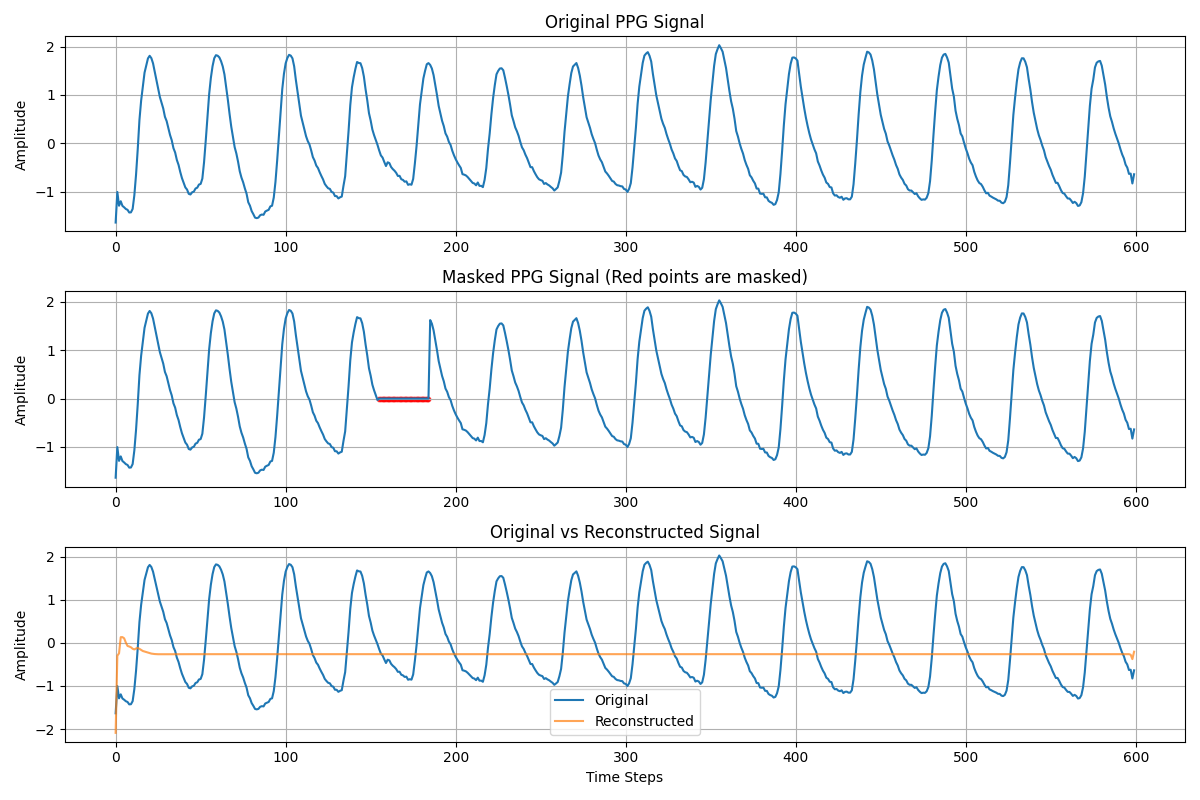 Original PPG Signal
Amplitude
2
1
0
−1
0 100 200 300 400 500 600
Masked PPG Signal (Red points are masked)
Amplitude
2
1
0
−1
0 100 200 300 400 500 600
Original vs Reconstructed Signal
Amplitude
2
1
0
−1
−2
Original
Reconstructed
0 100 200 300 400 500 600
Time Steps